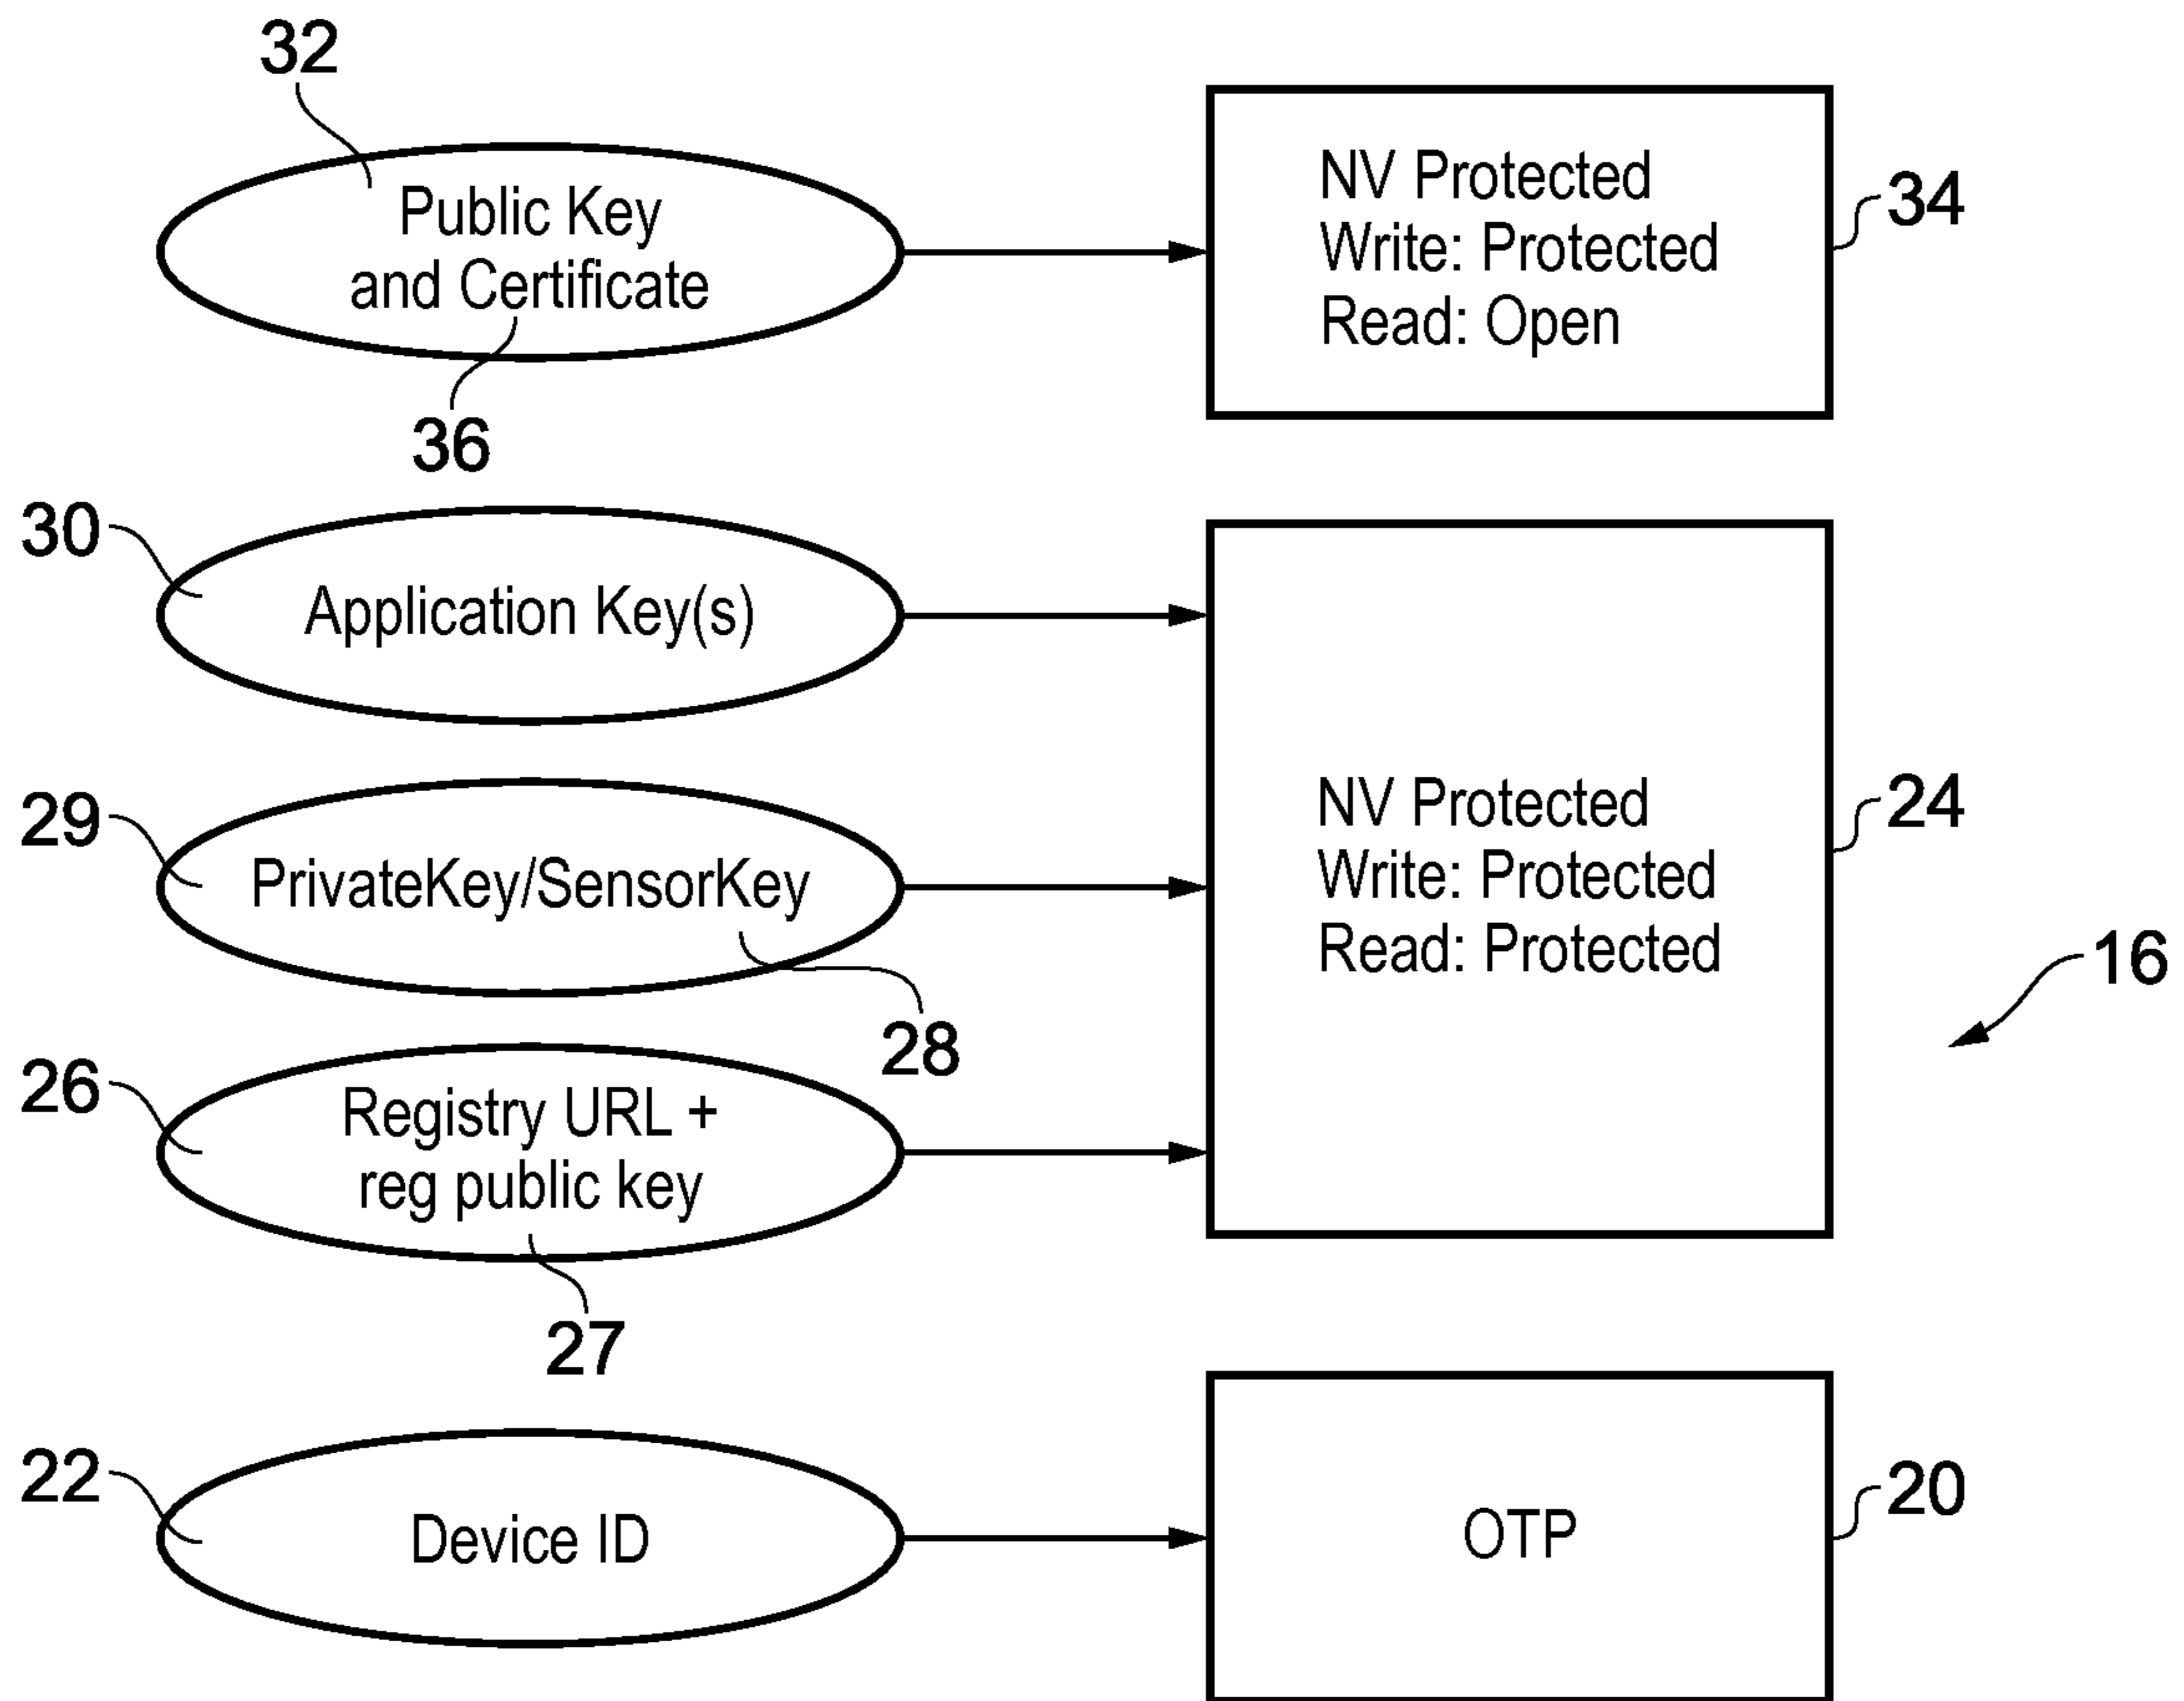 32
Public Key
and Certificate
36
NV Protected
Write: Protected
Read: Open
34
30
Application Key(s)
29
PrivateKey/SensorKey
28
NV Protected
Write: Protected
Read: Protected
24
16
26
Registry URL +
reg public key
27
22
Device ID
OTP
20